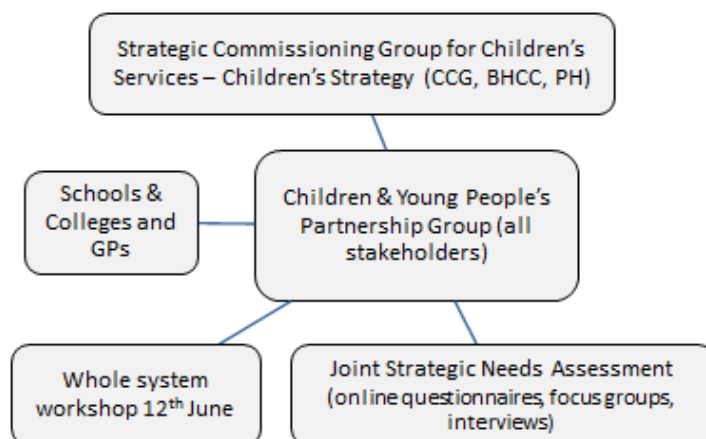 Strategic Commissioning Group for Children's
Services – Children's Strategy (CCG, BHCC, PH)
Schools &
Colleges and
GPs
Children & Young People's
Partnership Group (all
stakeholders)
Whole system
workshop 12th June
Joint Strategic Needs Assessment
(online questionnaires, focus groups,
interviews)